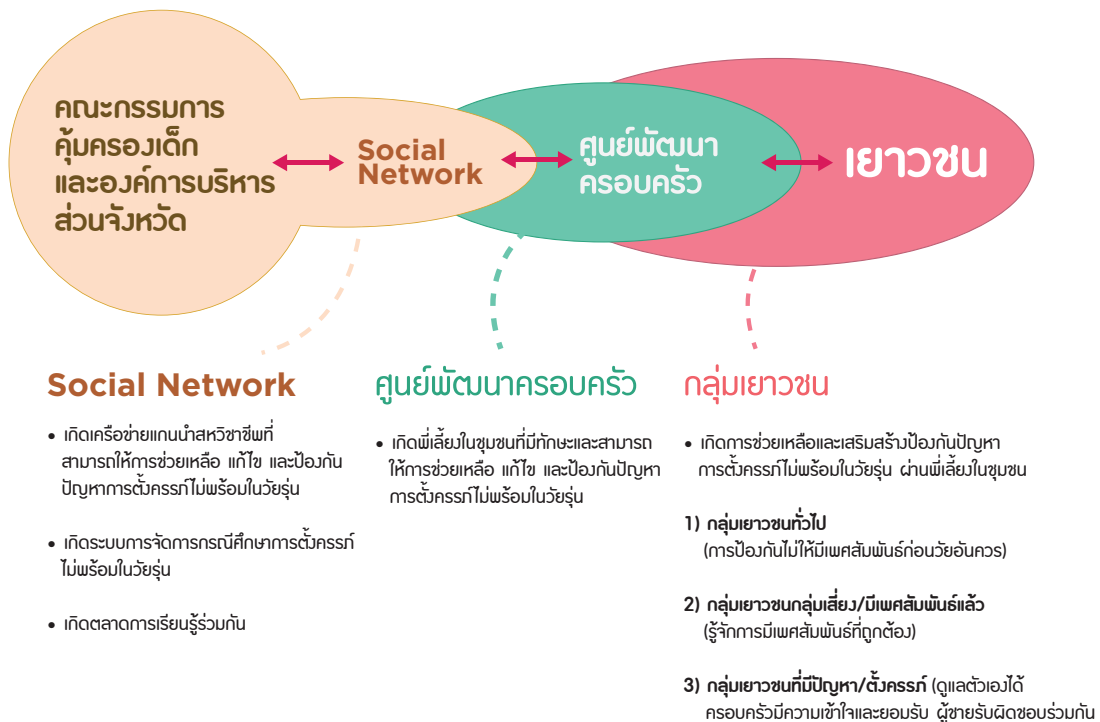 คณะกรรมการ
คุ้มครองเด็ก
และองค์การบริหาร
ส่วนจังหวัด
Social
Network
ศูนย์พัฒนา
ครอบครัว
เยาวชน
Social Network
• เกิดเครือข่ายแกนนำสหวิชาชีพที่
สามารถให้การช่วยเหลือ แก้ไข และป้องกัน
ปัญหาการตั้งครรภ์ไม่พร้อมในวัยรุ่น
• เกิดระบบการจัดการกรณีศึกษาการตั้งครรภ์
ไม่พร้อมในวัยรุ่น
• เกิดตลาดการเรียนรู้ร่วมกัน
ศูนย์พัฒนาครอบครัว
• เกิดพี่เลี้ยงในชุมชนที่มีทักษะและสามารถ
ให้การช่วยเหลือ แก้ไข และป้องกันปัญหา
การตั้งครรภ์ไม่พร้อมในวัยรุ่น
กลุ่มเยาวชน
• เกิดการช่วยเหลือและเสริมสร้างป้องกันปัญหา
การตั้งครรภ์ไม่พร้อมในวัยรุ่น ผ่านพี่เลี้ยงในชุมชน
1) กลุ่มเยาวชนทั่วไป
(การป้องกันไม่ให้มีเพศสัมพันธ์ก่อนวัยอันควร)
2) กลุ่มเยาวชนกลุ่มเสี่ยง/มีเพศสัมพันธ์แล้ว
(รู้จักการมีเพศสัมพันธ์ที่ถูกต้อง)
3) กลุ่มเยาวชนที่มีปัญหา/ตั้งครรภ์ (ดูแลตัวเองได้
ครอบครัวมีความเข้าใจและยอมรับ ผู้ชายรับผิดชอบร่วมกัน